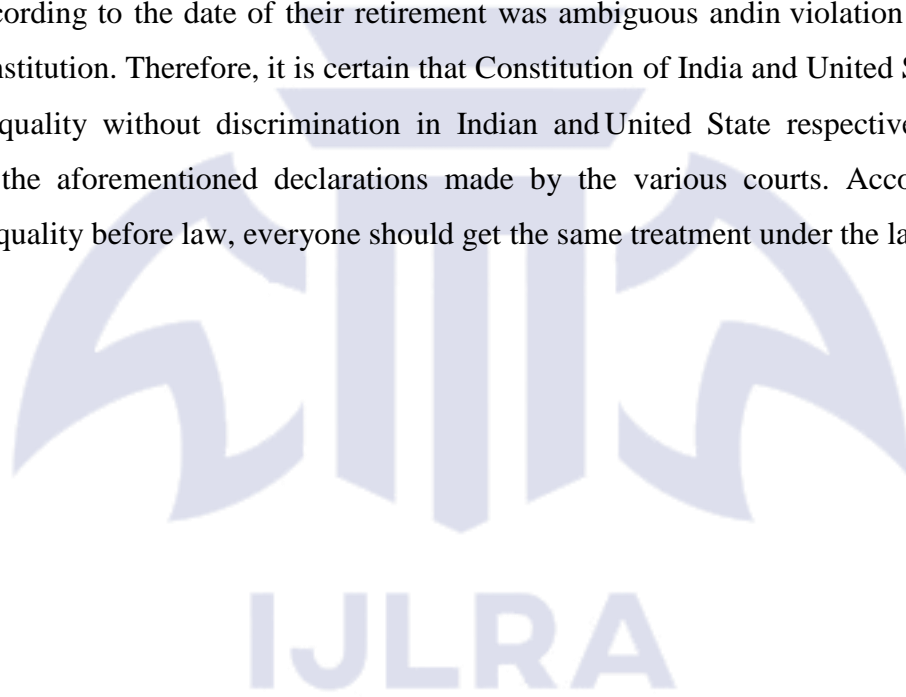 cording to the date of their retirement was ambiguous andin violation
nstitution. Therefore, it is certain that Constitution of India and United S
quality without discrimination in Indian and United State respective
the aforementioned declarations made by the various courts. Acco
quality before law, everyone should get the same treatment under the la
IJLRA